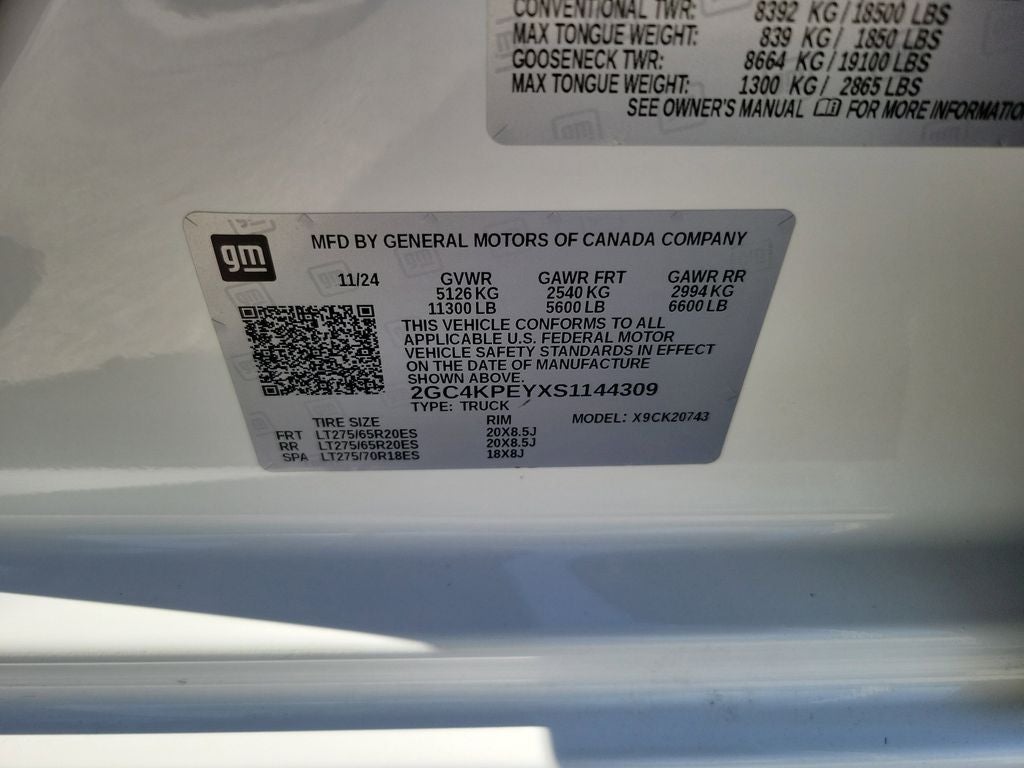 CONVENTIONAL TWR: 8392 KG/18500 LBS
MAX TONGUE WEIGHT: 839 KG/ 1850 LBS
GOOSENECK TWR: 8664 KG/19100 LBS
MAX TONGUE WEIGHT: 1300 KG/ 2865 LBS
SEE OWNER'S MANUAL FOR MORE INFORMATION
gm
MFD BY GENERAL MOTORS OF CANADA COMPANY
11/24 GVWR GAWR FRT GAWR RR
5126 KG 2540 KG 2994 KG
11300 LB 5600 LB 6600 LB
THIS VEHICLE CONFORMS TO ALL
APPLICABLE U.S. FEDERAL MOTOR
VEHICLE SAFETY STANDARDS IN EFFECT
ON THE DATE OF MANUFACTURE
SHOWN ABOVE.
2GC4KPEYXS1144309
TYPE: TRUCK MODEL: X9CK20743
TIRE SIZE RIM
FRT LT275/65R20ES 20X8.5J
RR LT275/65R20ES 20X8.5J
SPA LT275/70R18ES 18X8J